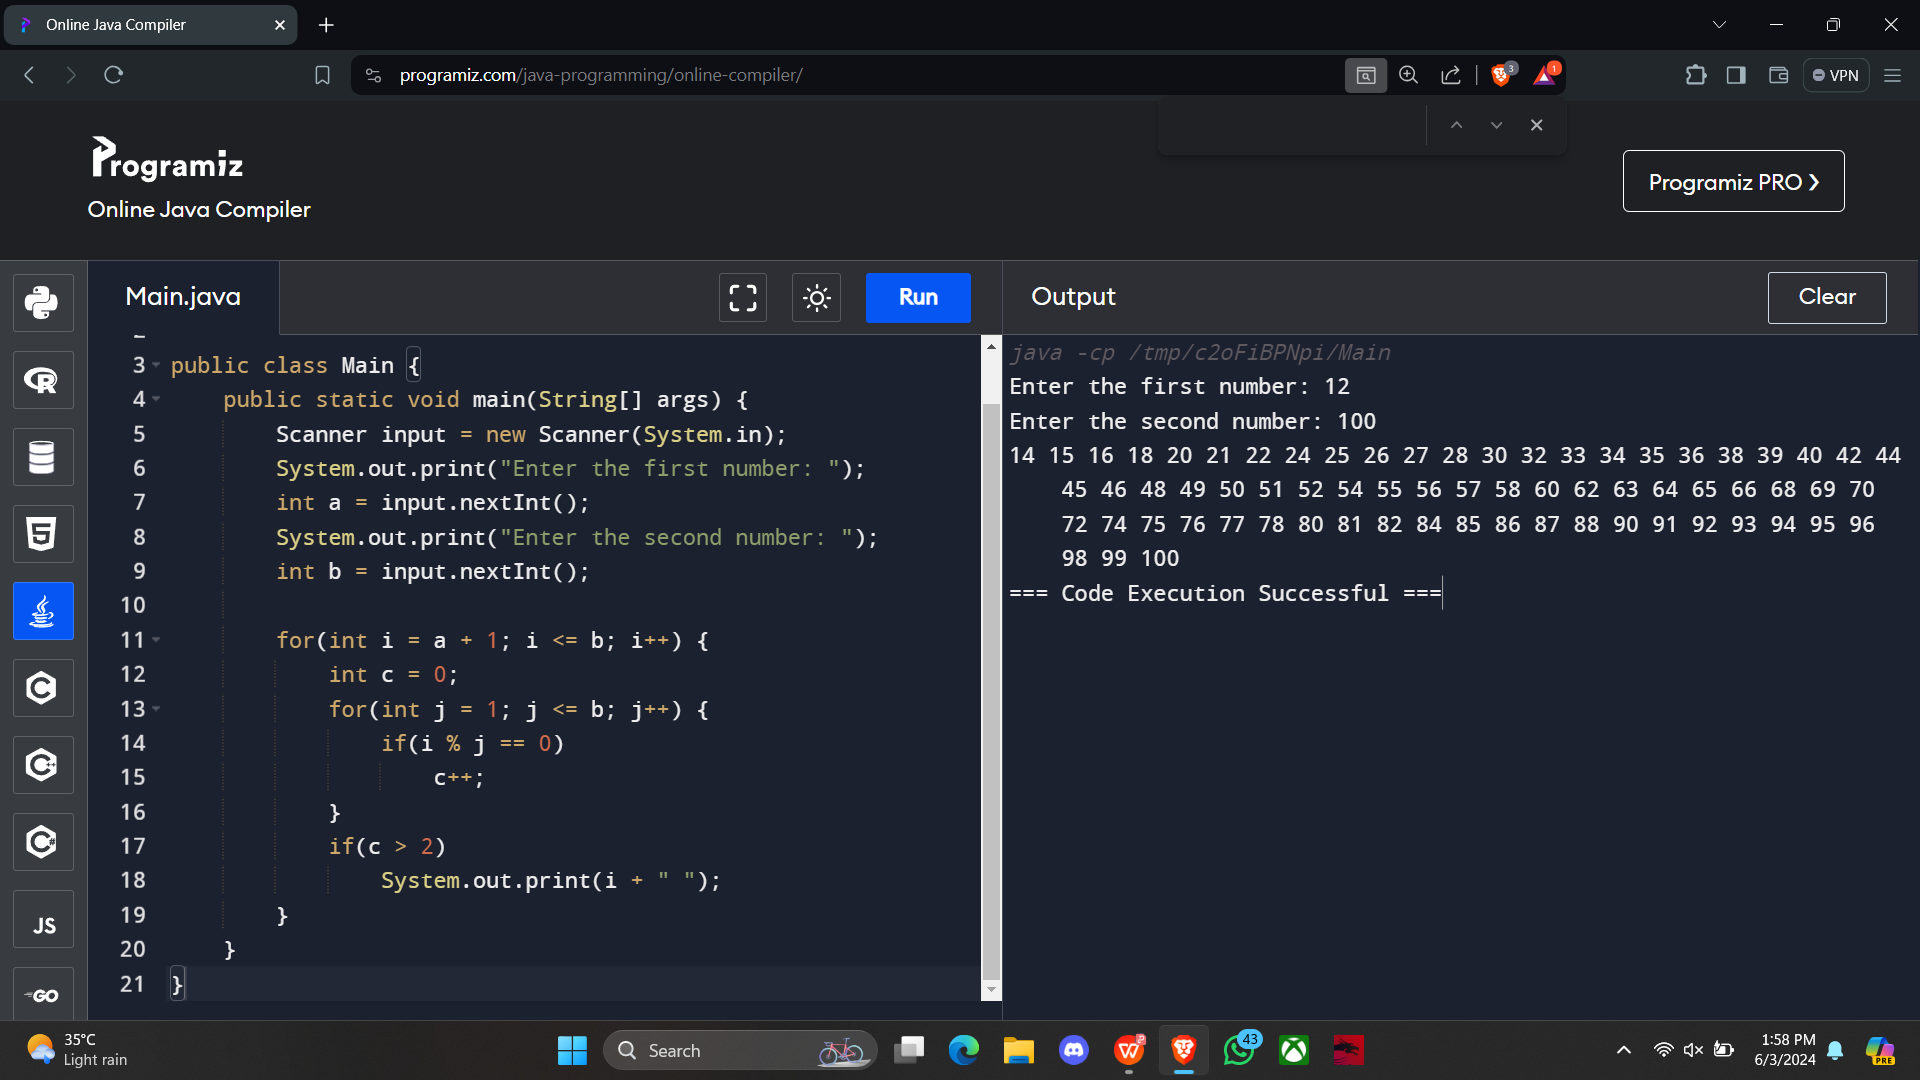 Online Java Compiler
programiz.com/java-programming/online-compiler/
3
1
VPN
Programiz
Online Java Compiler
Programiz PRO ❯
Main.java
Run
Output
Clear
3 public class Main {
4 public static void main(String[] args) {
5 Scanner input = new Scanner(System.in);
6 System.out.print("Enter the first number: ");
7 int a = input.nextInt();
8 System.out.print("Enter the second number: ");
9 int b = input.nextInt();
10
11 for(int i = a + 1; i <= b; i++) {
12 int c = 0;
13 for(int j = 1; j <= b; j++) {
14 if(i % j == 0)
15 c++;
16 }
17 if(c > 2)
18 System.out.print(i + " ");
19 }
20 }
21 }
java -cp /tmp/c2oFiBPNpi/Main
Enter the first number: 12
Enter the second number: 100
14 15 16 18 20 21 22 24 25 26 27 28 30 32 33 34 35 36 38 39 40 42 44
45 46 48 49 50 51 52 54 55 56 57 58 60 62 63 64 65 66 68 69 70
72 74 75 76 77 78 80 81 82 84 85 86 87 88 90 91 92 93 94 95 96
98 99 100
=== Code Execution Successful ===
R
5
C
C++
C#
JS
GO
35°C
Light rain
Search
W
43
1:58 PM
6/3/2024
PRE